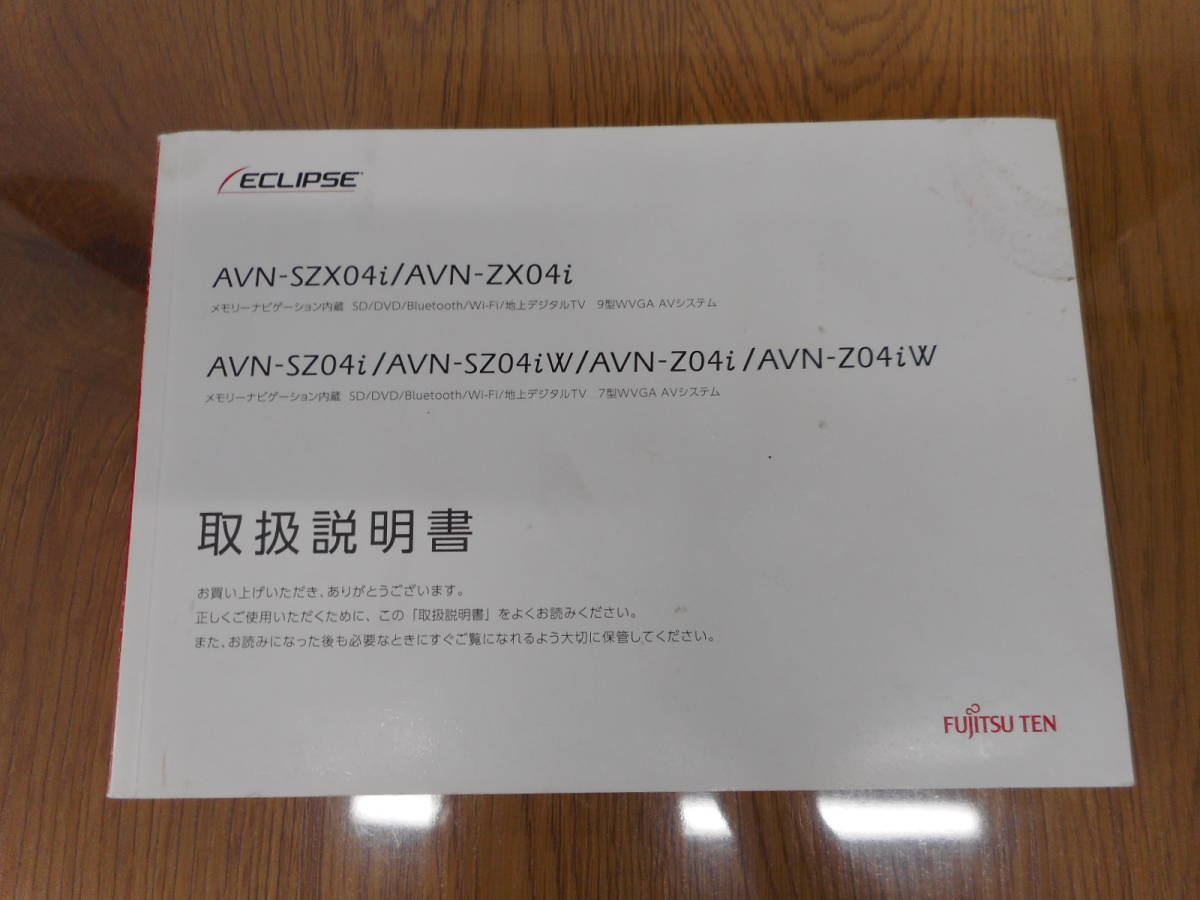 ECLIPSE
AVN-SZX04i/AVN-ZX04i
メモリーナビゲーション内蔵 SD/DVD/Bluetooth/Wi-Fi/地上デジタルTV 9型WVGA AVシステム
AVN-SZ04i/AVN-SZ04iW/AVN-Z04i/AVN-Z04iW
メモリーナビゲーション内蔵 SD/DVD/Bluetooth/Wi-Fi/地上デジタルTV 7型WVGA AVシステム
取扱説明書
お買い上げいただき、ありがとうございます。
正しくご使用いただくために、この「取扱説明書」をよくお読みください。
また、お読みになった後も必要なときにすぐご覧になれるよう大切に保管してください。
FUJITSU TEN